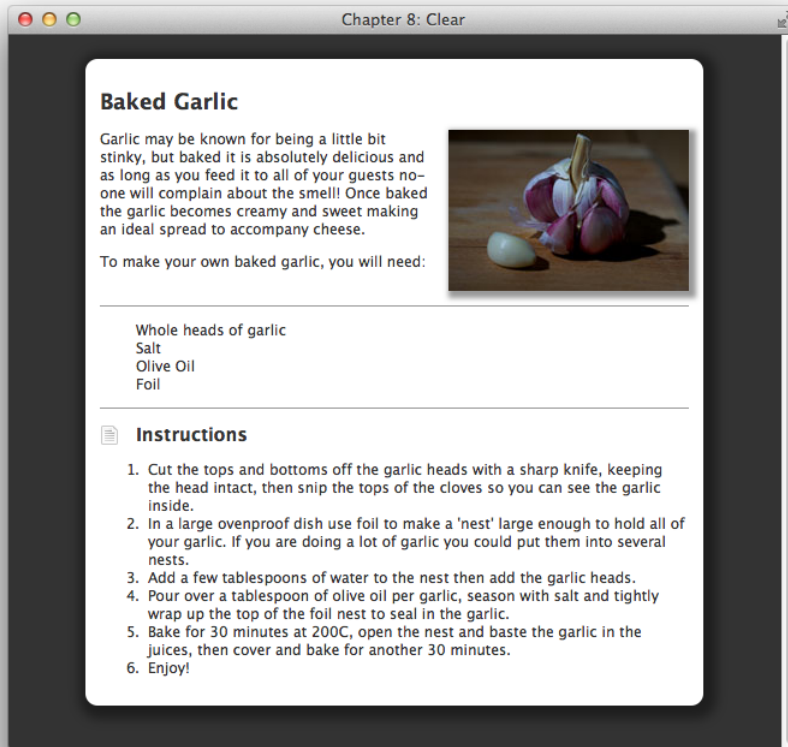 Chapter 8: Clear
Baked Garlic
Garlic may be known for being a little bit
stinky, but baked it is absolutely delicious and
as long as you feed it to all of your guests no-
one will complain about the smell! Once baked
the garlic becomes creamy and sweet making
an ideal spread to accompany cheese.
To make your own baked garlic, you will need:
Whole heads of garlic
Salt
Olive Oil
Foil
Instructions
1. Cut the tops and bottoms off the garlic heads with a sharp knife, keeping
the head intact, then snip the tops of the cloves so you can see the garlic
inside.
2. In a large ovenproof dish use foil to make a 'nest' large enough to hold all of
your garlic. If you are doing a lot of garlic you could put them into several
nests.
3. Add a few tablespoons of water to the nest then add the garlic heads.
4. Pour over a tablespoon of olive oil per garlic, season with salt and tightly
wrap up the top of the foil nest to seal in the garlic.
5. Bake for 30 minutes at 200C, open the nest and baste the garlic in the
juices, then cover and bake for another 30 minutes.
6. Enjoy!